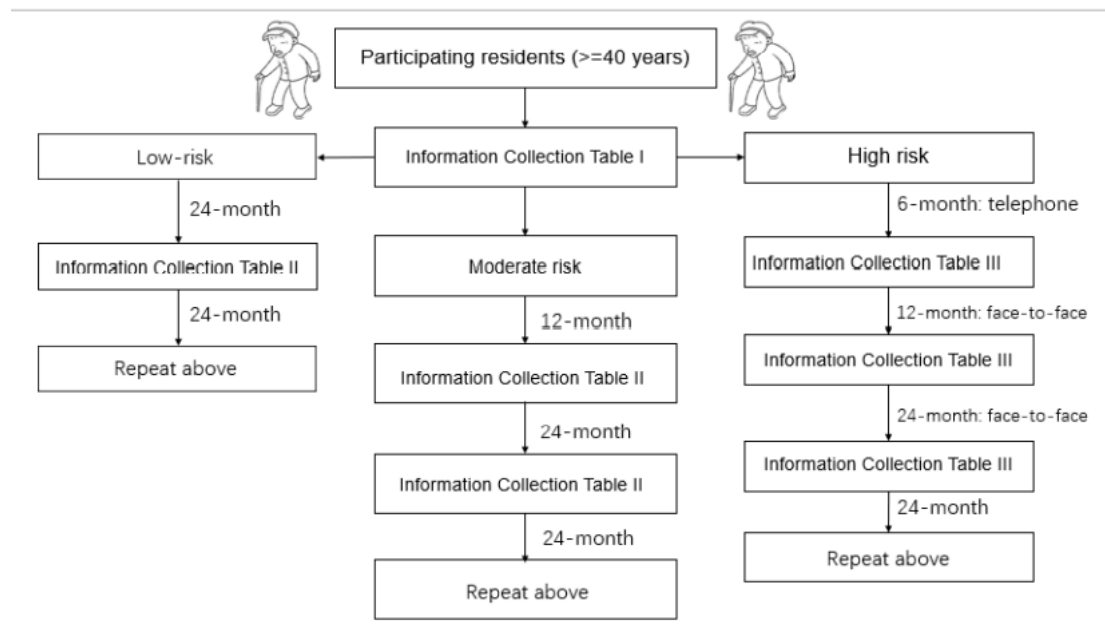 Participating residents (>=40 years)
Low-risk
Information Collection Table I
High risk
24-month
6-month: telephone
Information Collection Table II
Moderate risk
Information Collection Table III
24-month
12-month
12-month: face-to-face
Repeat above
Information Collection Table II
Information Collection Table III
24-month
24-month: face-to-face
Information Collection Table II
Information Collection Table III
24-month
24-month
Repeat above
Repeat above